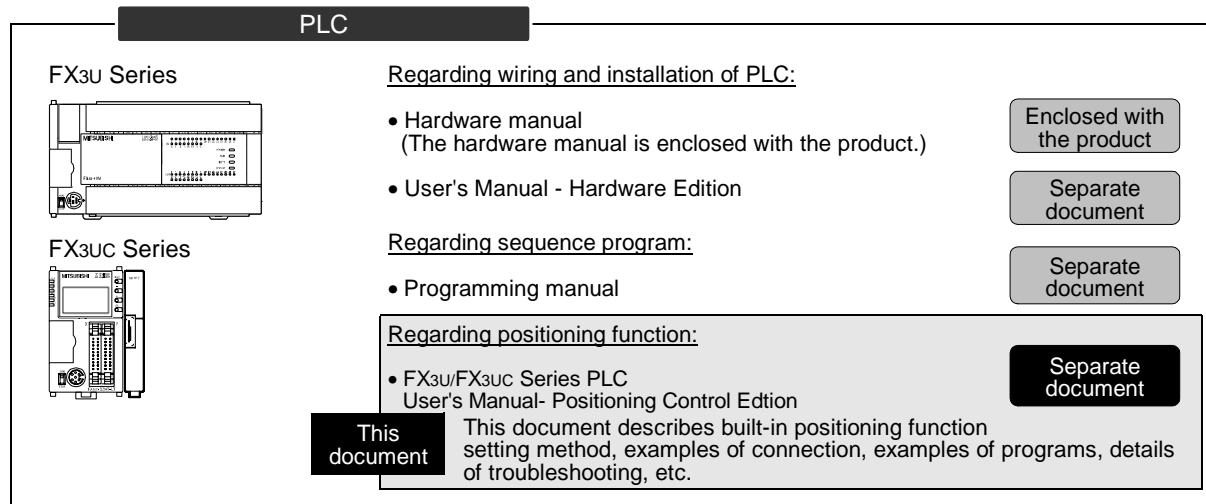 PLC
FX3U Series
MITSUBISHI
FX3UC Series
MITSUBISHI
Regarding wiring and installation of PLC:
• Hardware manual
(The hardware manual is enclosed with the product.)
Enclosed with
the product
• User's Manual - Hardware Edition
Separate
document
Regarding sequence program:
• Programming manual
Separate
document
Regarding positioning function:
• FX3U/FX3UC Series PLC
User's Manual- Positioning Control Edtion
Separate
document
This
document
This document describes built-in positioning function
setting method, examples of connection, examples of programs, details
of troubleshooting, etc.